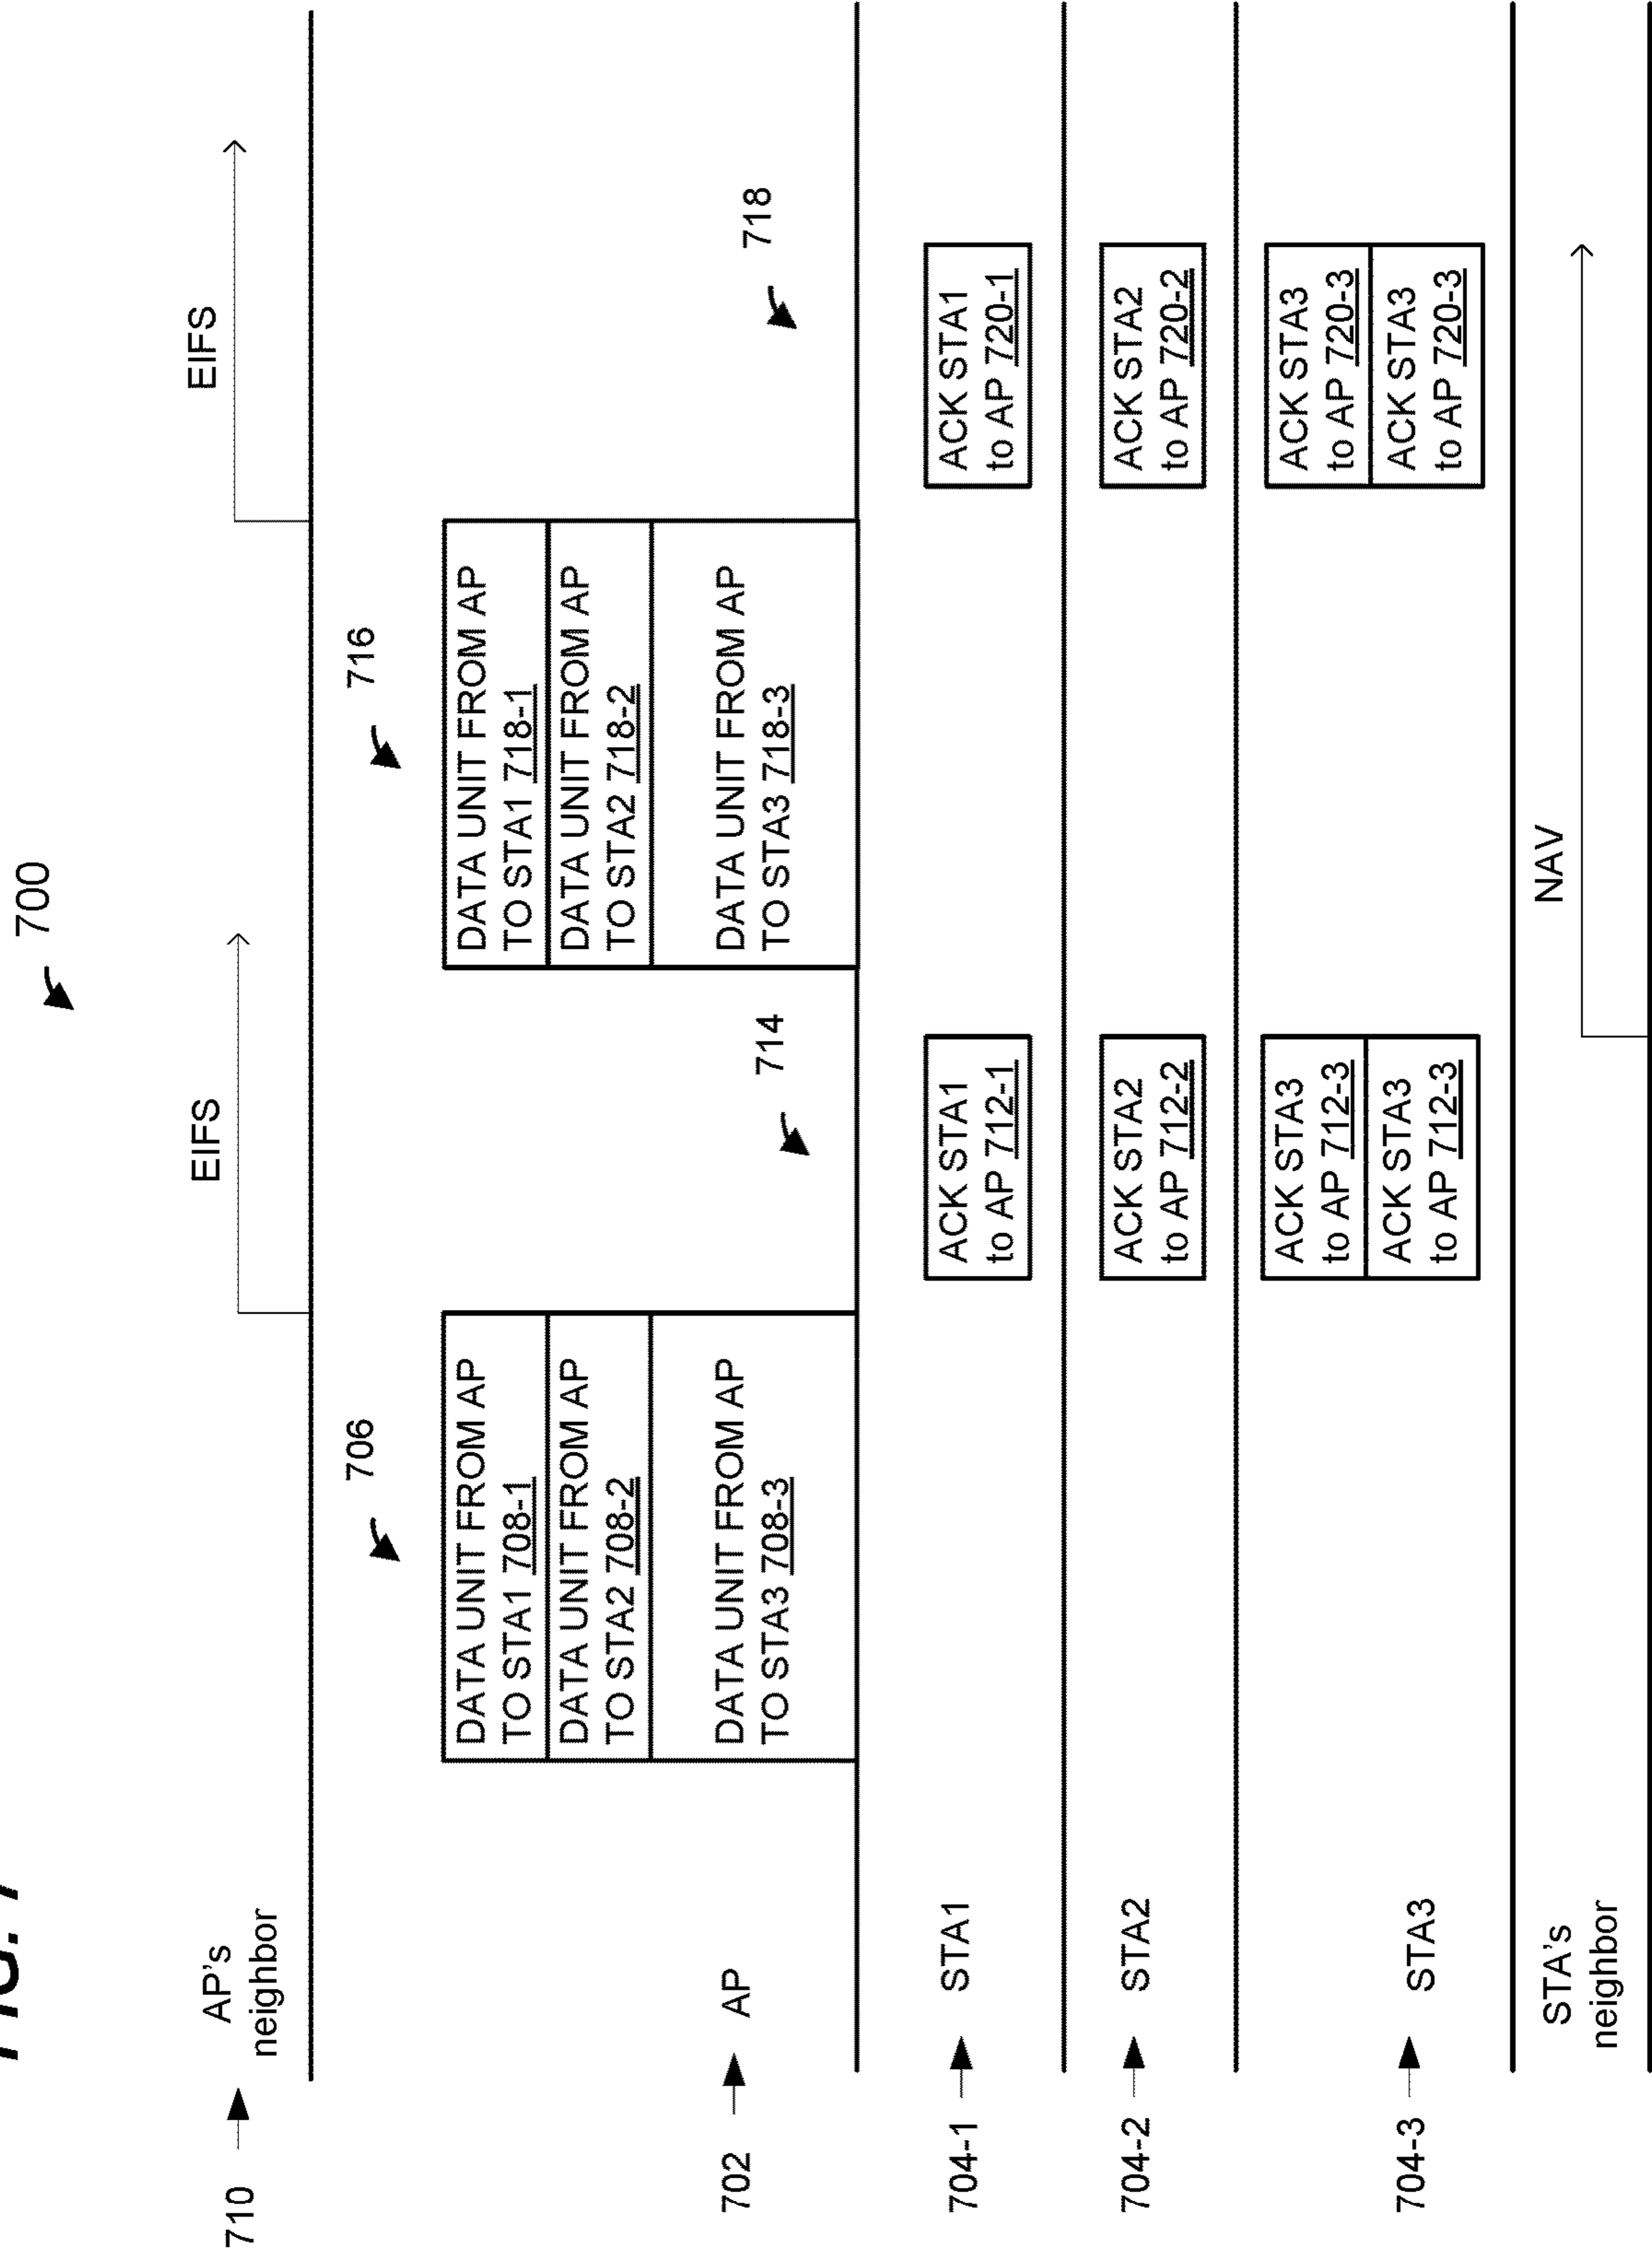 700
EIFS
EIFS
710
AP's
neighbor
706
716
DATA UNIT FROM AP
TO STA1 708-1
DATA UNIT FROM AP
TO STA2 708-2
DATA UNIT FROM AP
TO STA3 708-3
DATA UNIT FROM AP
TO STA1 718-1
DATA UNIT FROM AP
TO STA2 718-2
DATA UNIT FROM AP
TO STA3 718-3
702
AP
714
718
704-1
STA1
ACK STA1
to AP 712-1
ACK STA1
to AP 720-1
704-2
STA2
ACK STA2
to AP 712-2
ACK STA2
to AP 720-2
704-3
STA3
ACK STA3
to AP 712-3
ACK STA3
to AP 712-3
ACK STA3
to AP 720-3
ACK STA3
to AP 720-3
STA's
neighbor
NAV